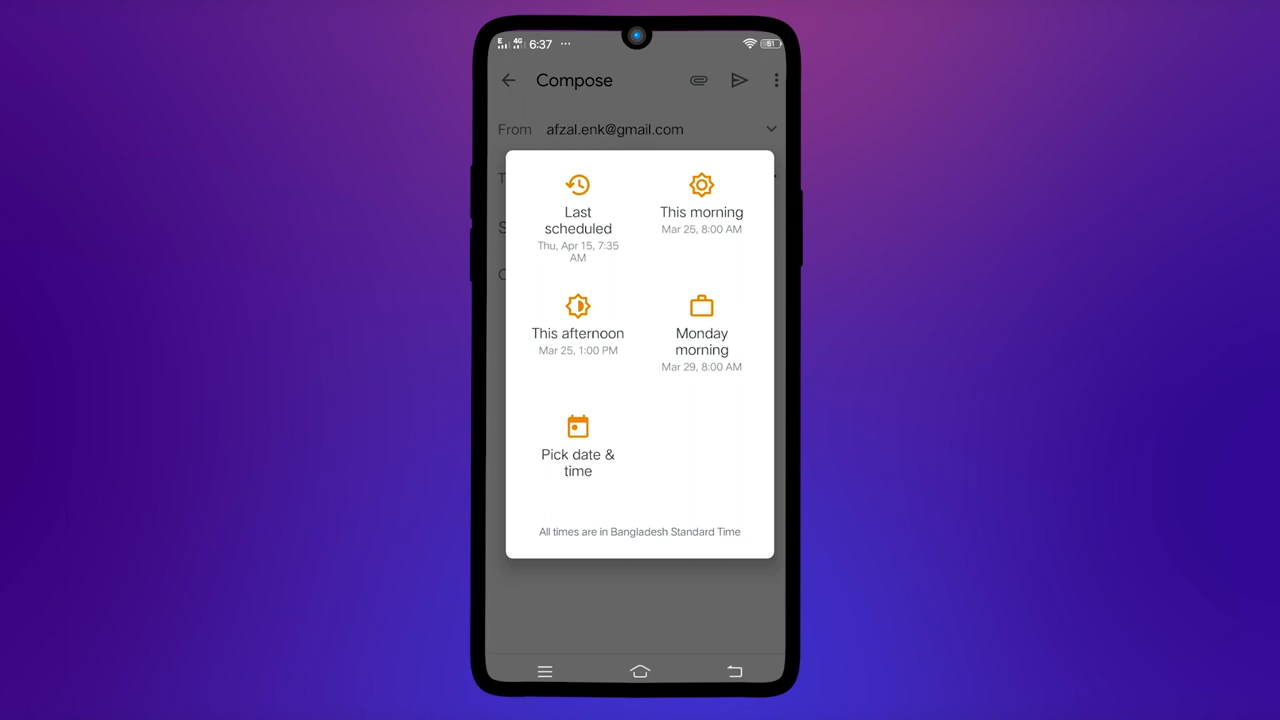 E 4G 6:37 ... 51
Compose
From afzal.enk@gmail.com
T
S
C
Last
scheduled
Thu, Apr 15, 7:35
AM
This morning
Mar 25, 8:00 AM
This afternoon
Mar 25, 1:00 PM
Monday
morning
Mar 29, 8:00 AM
Pick date &
time
All times are in Bangladesh Standard Time